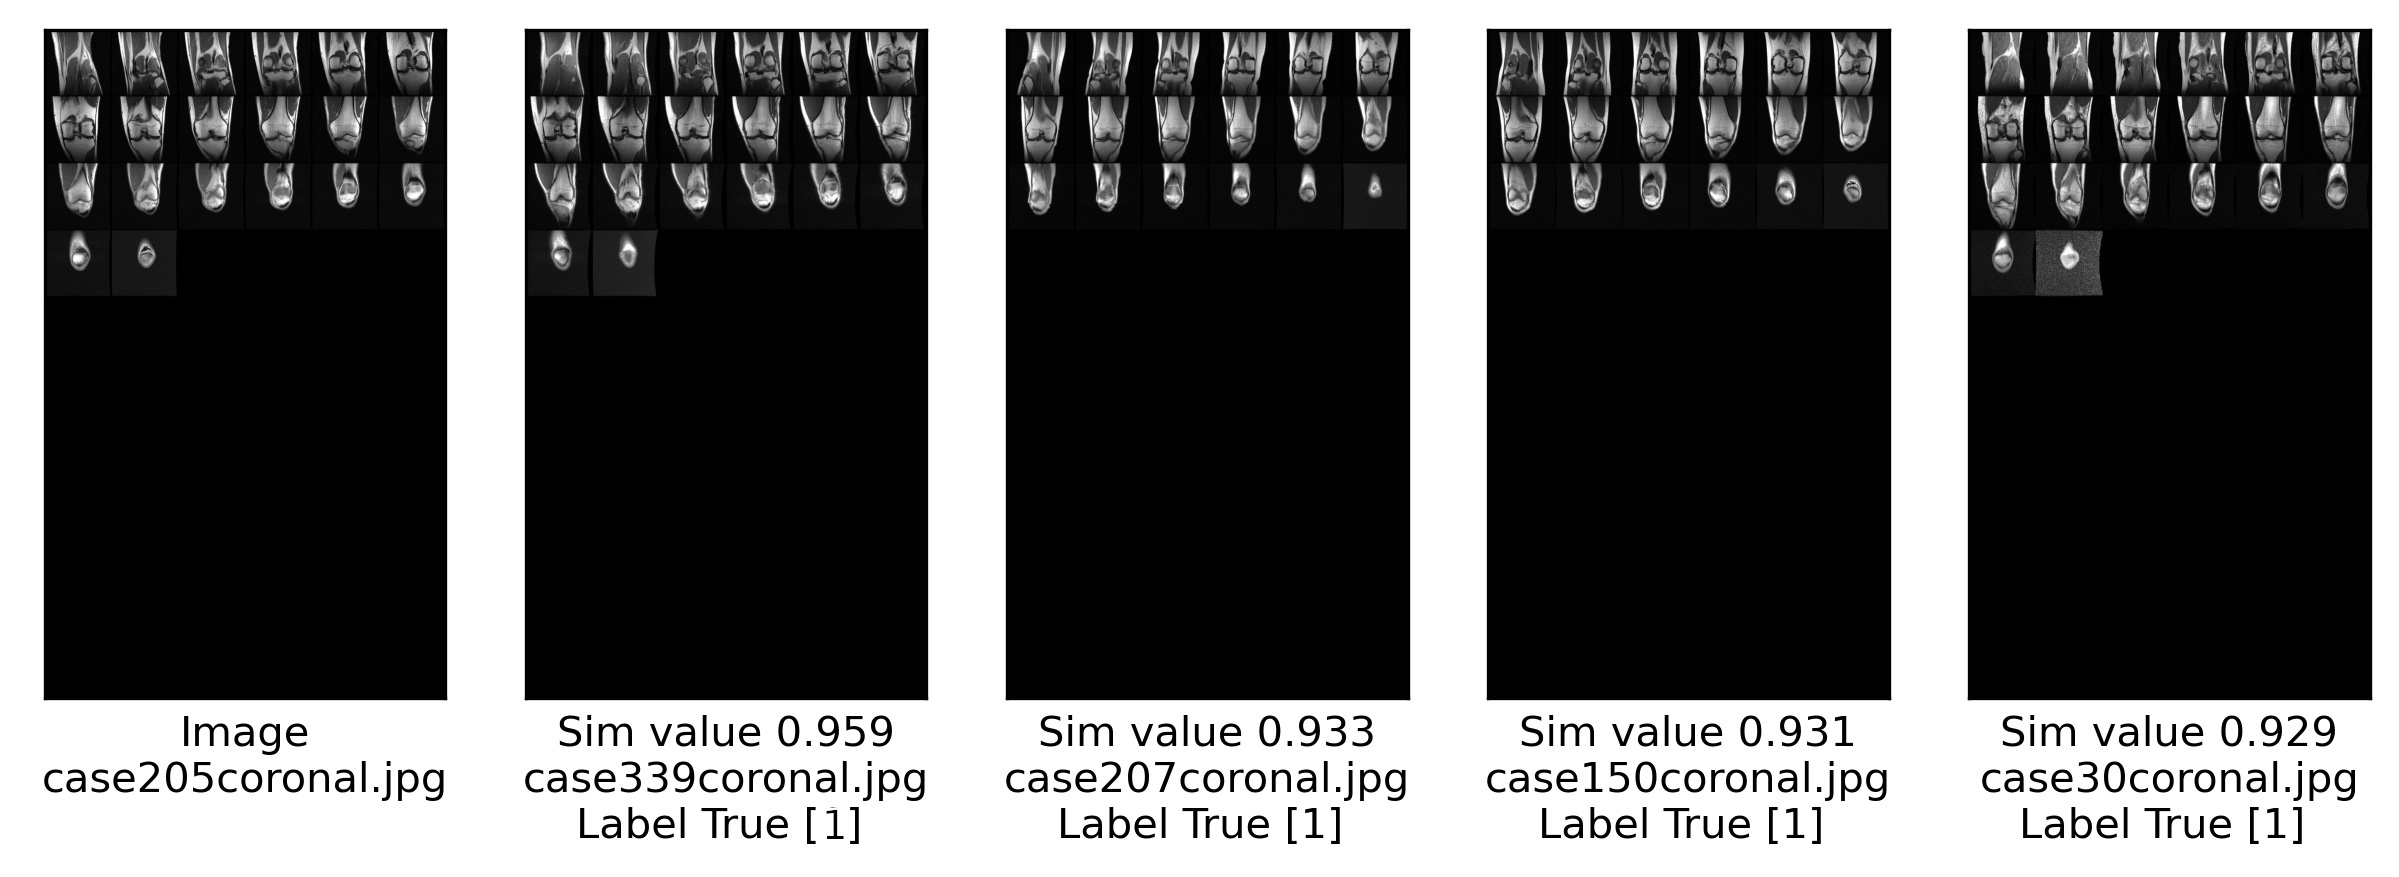 Image
case205coronal.jpg
Sim value 0.959
case339coronal.jpg
Label True [1]
Sim value 0.933
case207coronal.jpg
Label True [1]
Sim value 0.931
case150coronal.jpg
Label True [1]
Sim value 0.929
case30coronal.jpg
Label True [1]